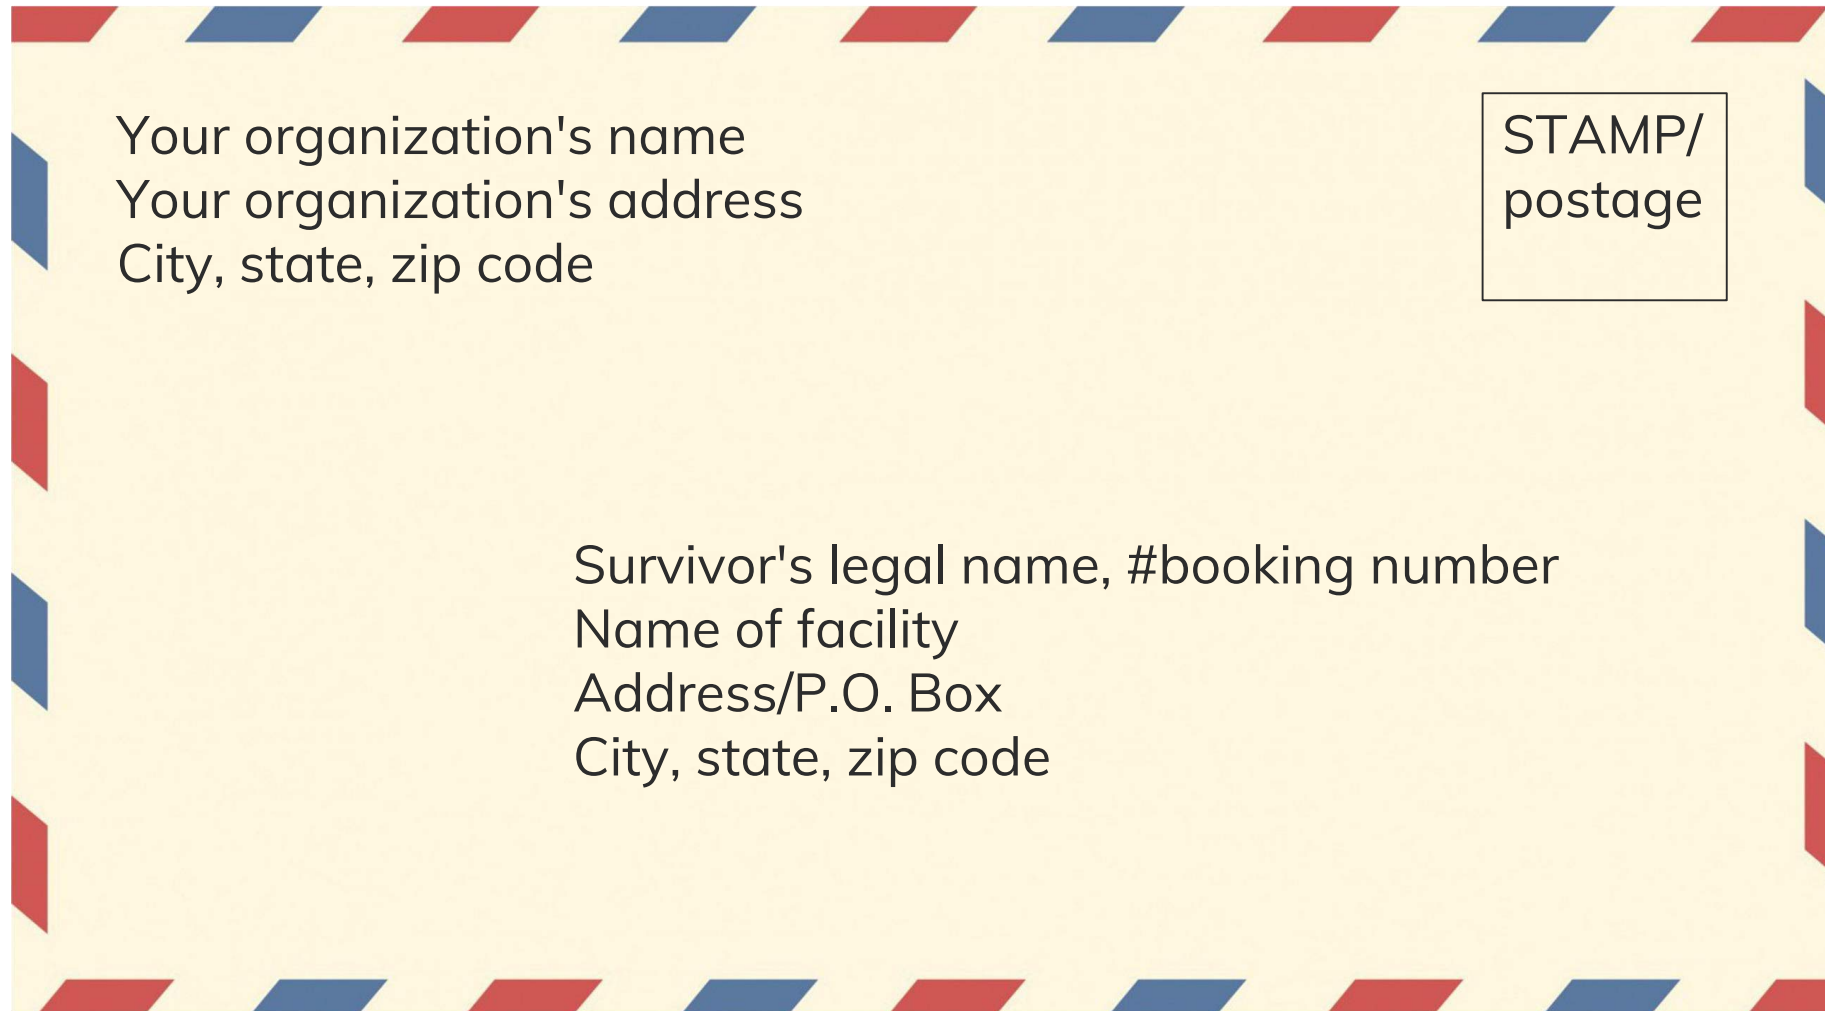 Your organization's name
Your organization's address
City, state, zip code
STAMP/
postage
Survivor's legal name, #booking number
Name of facility
Address/P.O. Box
City, state, zip code